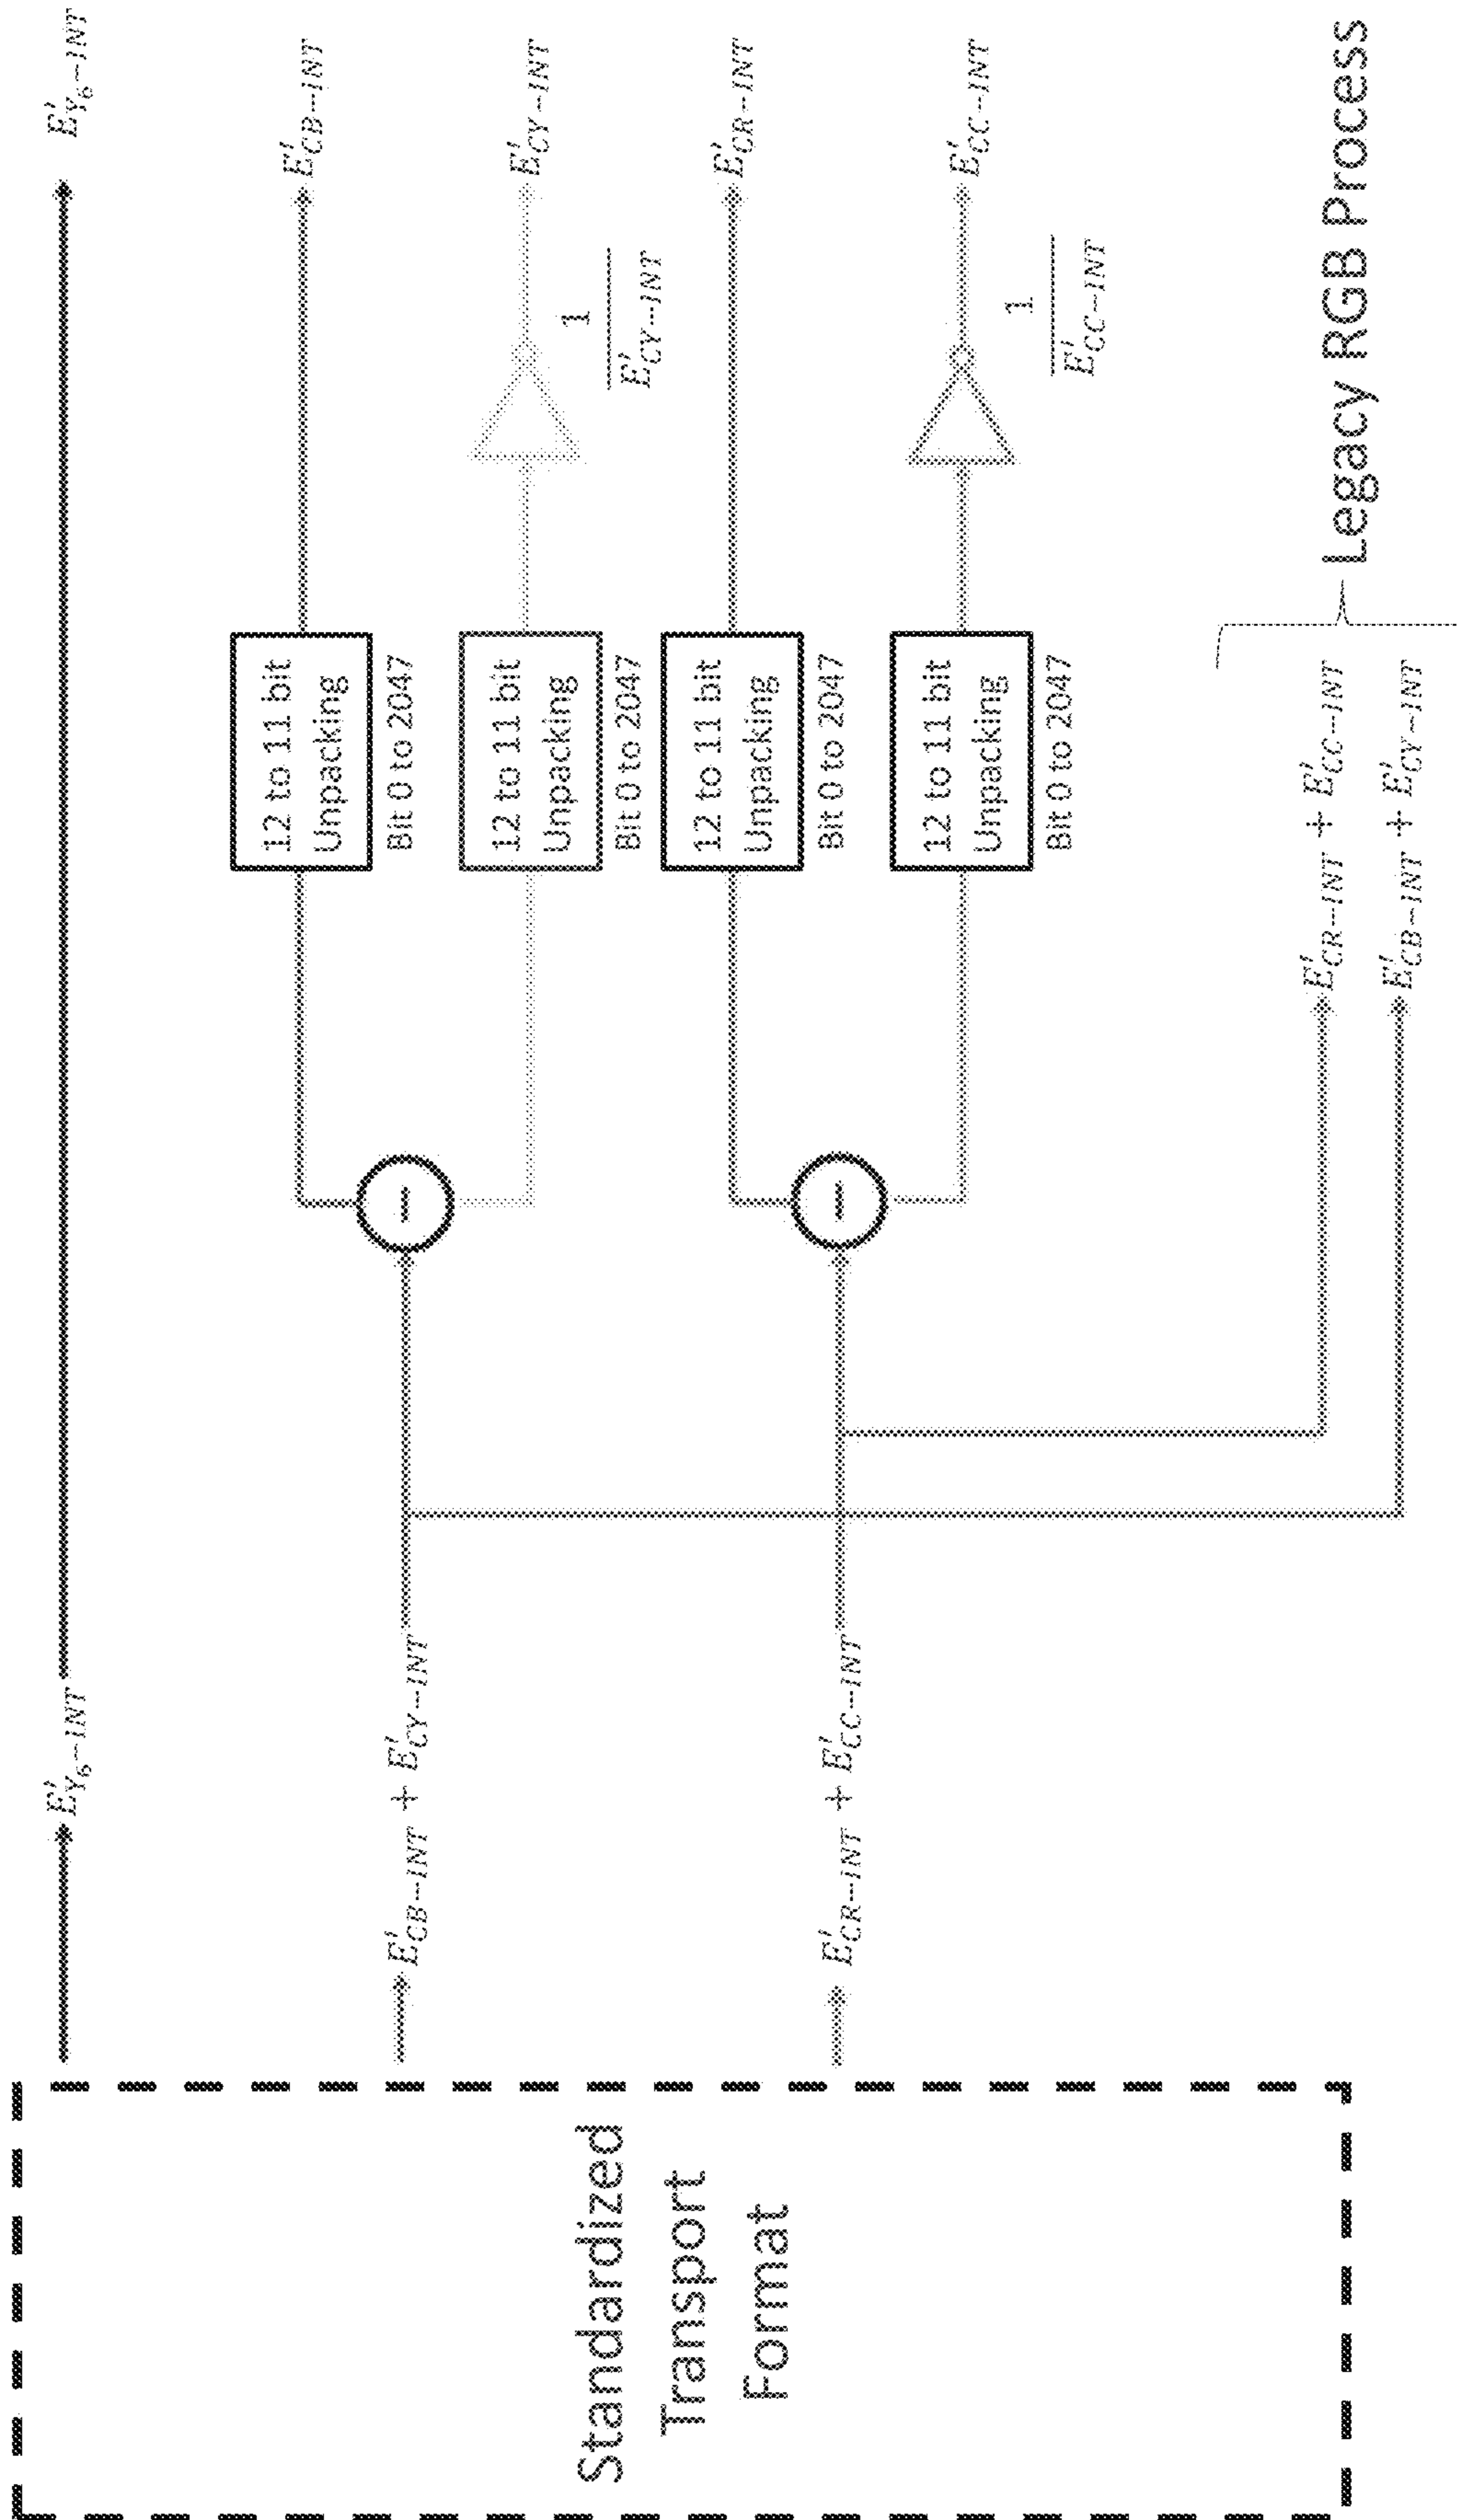 Standardized
Transport
Format
E'Y₆-INT
E'Y₆-INT
E'CB-INT + E'CY-INT
E'CR-INT + E'CC-INT
12 to 11 bit
Unpacking
Bit 0 to 2047
E'CB-INT
12 to 11 bit
Unpacking
Bit 0 to 2047
1
E'CY-INT
E'CY-INT
12 to 11 bit
Unpacking
Bit 0 to 2047
E'CR-INT
12 to 11 bit
Unpacking
Bit 0 to 2047
1
E'CC-INT
E'CC-INT
E'CR-INT + E'CC-INT
E'CB-INT + E'CY-INT
Legacy RGB Process